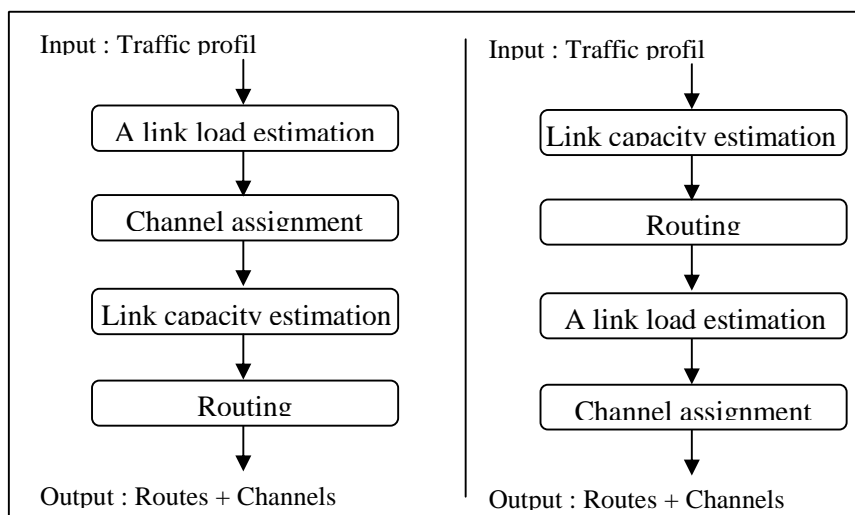 Input : Traffic profil
A link load estimation
Channel assignment
Link capacity estimation
Routing
Output : Routes + Channels
Input : Traffic profil
Link capacity estimation
Routing
A link load estimation
Channel assignment
Output : Routes + Channels